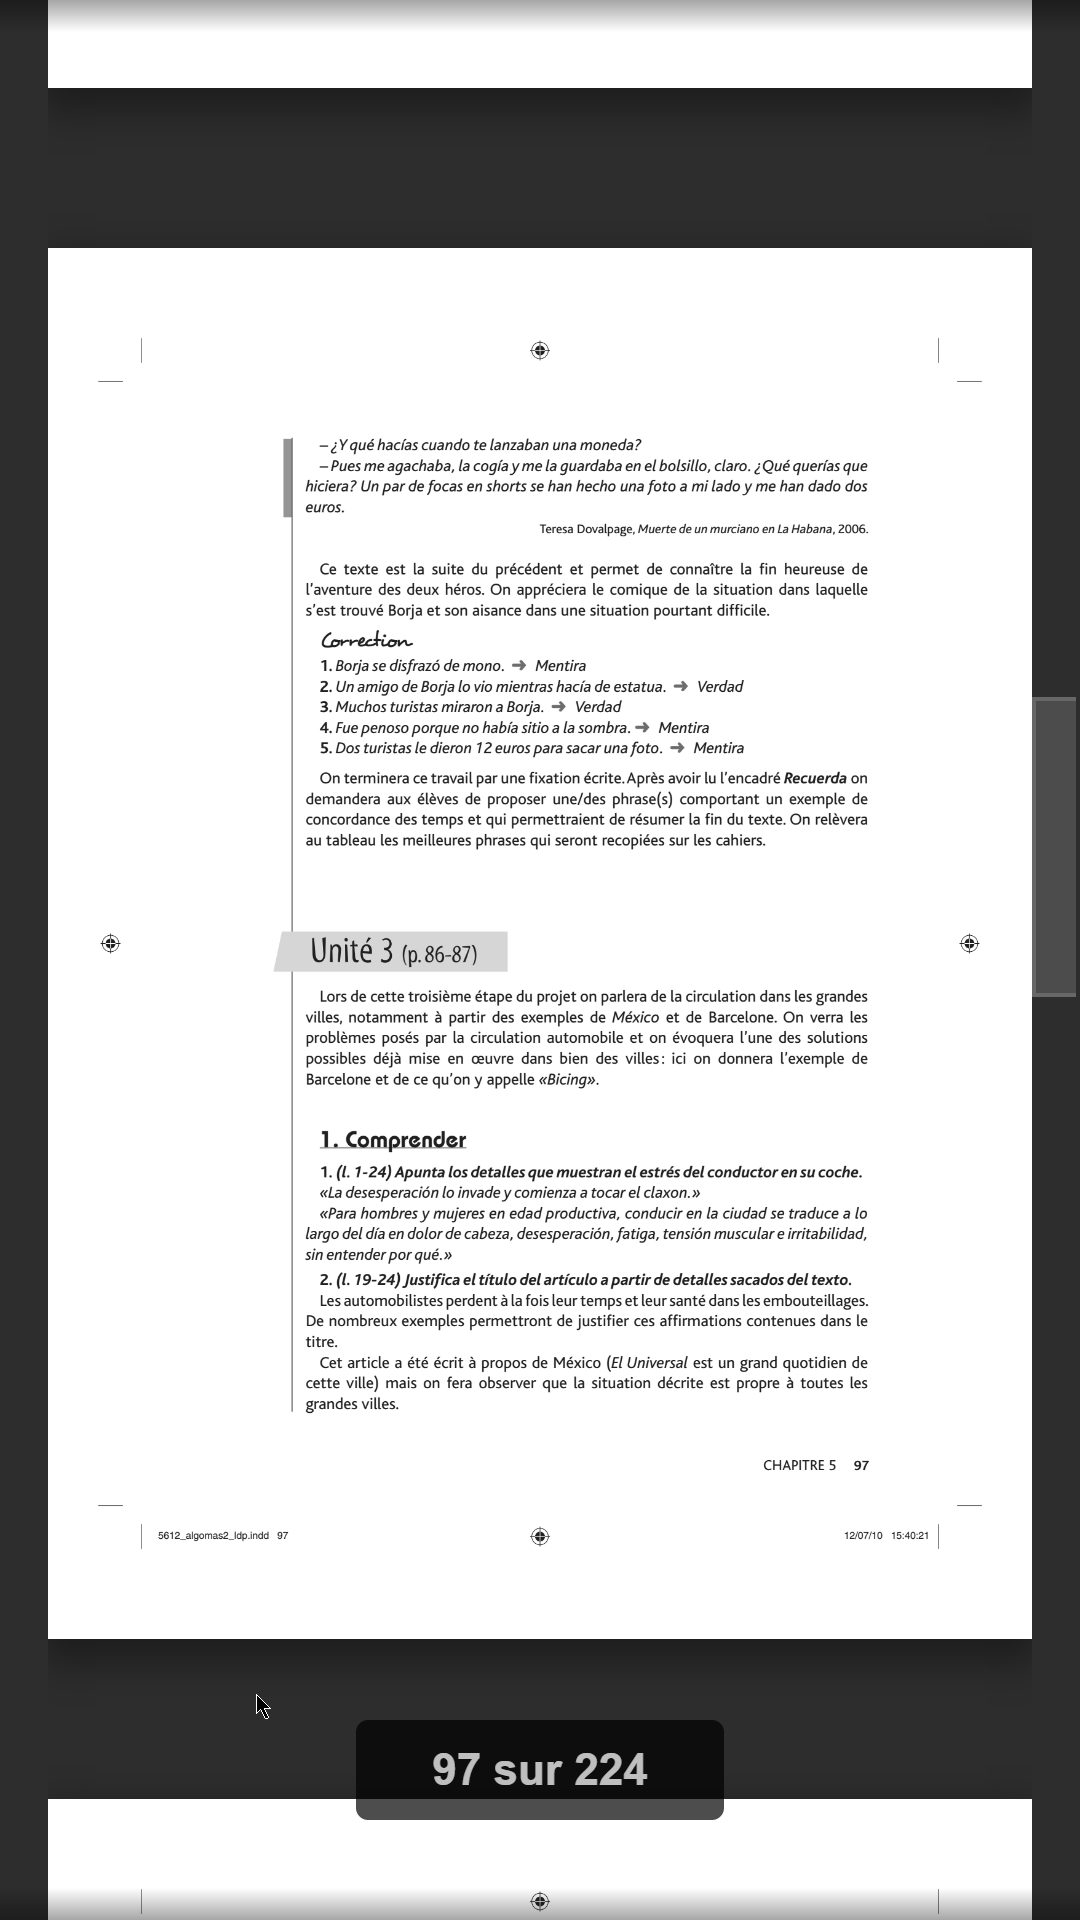 – ¿Y qué hacías cuando te lanzaban una moneda?
– Pues me agachaba, la cogía y me la guardaba en el bolsillo, claro. ¿Qué querías que
hiciera? Un par de focas en shorts se han hecho una foto a mi lado y me han dado dos
euros.
Teresa Dovalpage, Muerte de un murciano en La Habana, 2006.
Ce texte est la suite du précédent et permet de connaître la fin heureuse de
l’aventure des deux héros. On appréciera le comique de la situation dans laquelle
s’est trouvé Borja et son aisance dans une situation pourtant difficile.
Correction
1. Borja se disfrazó de mono. ➜ Mentira
2. Un amigo de Borja lo vio mientras hacía de estatua. ➜ Verdad
3. Muchos turistas miraron a Borja. ➜ Verdad
4. Fue penoso porque no había sitio a la sombra. ➜ Mentira
5. Dos turistas le dieron 12 euros para sacar una foto. ➜ Mentira
On terminera ce travail par une fixation écrite. Après avoir lu l’encadré Recuerda on
demandera aux élèves de proposer une/des phrase(s) comportant un exemple de
concordance des temps et qui permettraient de résumer la fin du texte. On relèvera
au tableau les meilleures phrases qui seront recopiées sur les cahiers.
Unité 3 (p. 86-87)
Lors de cette troisième étape du projet on parlera de la circulation dans les grandes
villes, notamment à partir des exemples de México et de Barcelone. On verra les
problèmes posés par la circulation automobile et on évoquera l’une des solutions
possibles déjà mise en œuvre dans bien des villes : ici on donnera l’exemple de
Barcelone et de ce qu’on y appelle «Bicing».
1. Comprender
1. (l. 1-24) Apunta los detalles que muestran el estrés del conductor en su coche.
«La desesperación lo invade y comienza a tocar el claxon.»
«Para hombres y mujeres en edad productiva, conducir en la ciudad se traduce a lo
largo del día en dolor de cabeza, desesperación, fatiga, tensión muscular e irritabilidad,
sin entender por qué.»
2. (l. 19-24) Justifica el título del artículo a partir de detalles sacados del texto.
Les automobilistes perdent à la fois leur temps et leur santé dans les embouteillages.
De nombreux exemples permettront de justifier ces affirmations contenues dans le
titre.
Cet article a été écrit à propos de México (El Universal est un grand quotidien de
cette ville) mais on fera observer que la situation décrite est propre à toutes les
grandes villes.
CHAPITRE 5 97
5612_algomas2_ldp.indd 97 12/07/10 15:40:21
97 sur 224